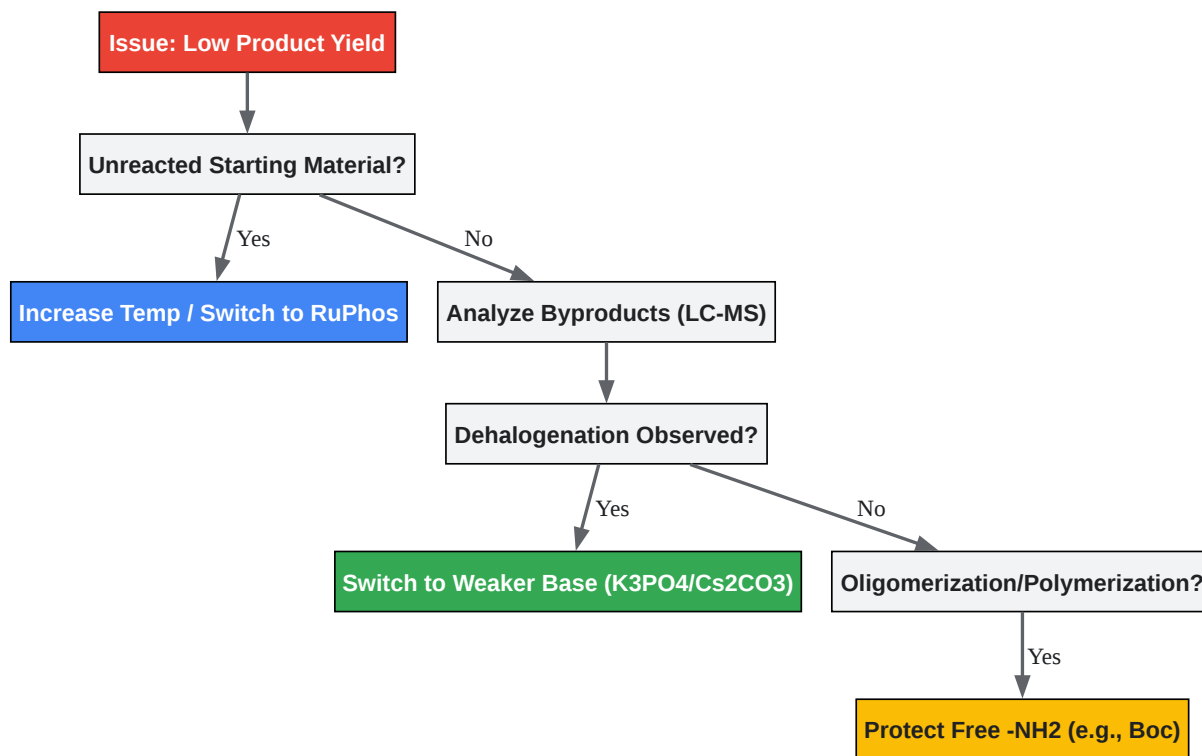 Issue: Low Product Yield
Unreacted Starting Material?
Yes
No
Increase Temp / Switch to RuPhos
Analyze Byproducts (LC-MS)
Dehalogenation Observed?
Yes
No
Switch to Weaker Base (K3PO4/Cs2CO3)
Oligomerization/Polymerization?
Yes
Protect Free -NH2 (e.g., Boc)